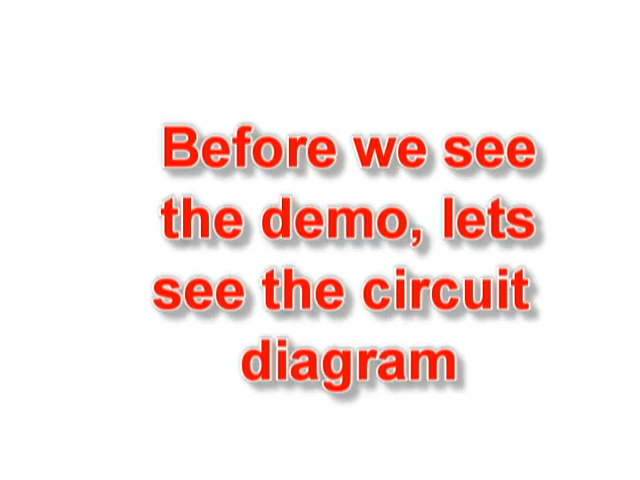 Before we see
the demo, lets
see the circuit
diagram